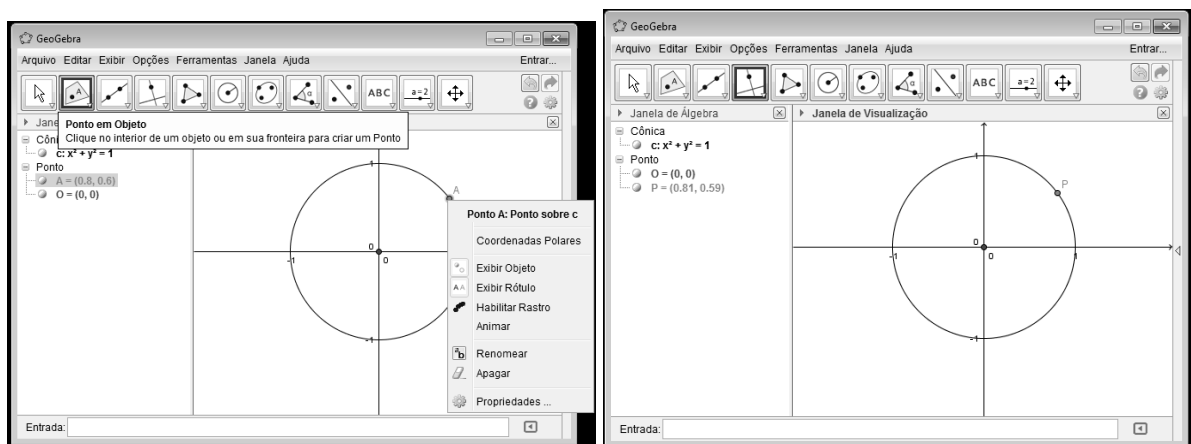 GeoGebra
Arquivo Editar Exibir Opções Ferramentas Janela Ajuda
Entrar...
A
ABC
a=2
Ponto em Objeto
Clique no interior de um objeto ou em sua fronteira para criar um Ponto
Côni
c: x² + y² = 1
Ponto
A = (0.8, 0.6)
O = (0, 0)
1
A
0
-1
0
-1
Ponto A: Ponto sobre c
Coordenadas Polares
Exibir Objeto
AA Exibir Rótulo
Habilitar Rastro
Animar
Renomear
Apagar
Propriedades ...
Entrada:
GeoGebra
Arquivo Editar Exibir Opções Ferramentas Janela Ajuda
Entrar...
A
ABC
a=2
Janela de Álgebra
Janela de Visualização
Cônica
c: x² + y² = 1
Ponto
O = (0, 0)
P = (0.81, 0.59)
1
P
0
-1
0
1
-1
Entrada: